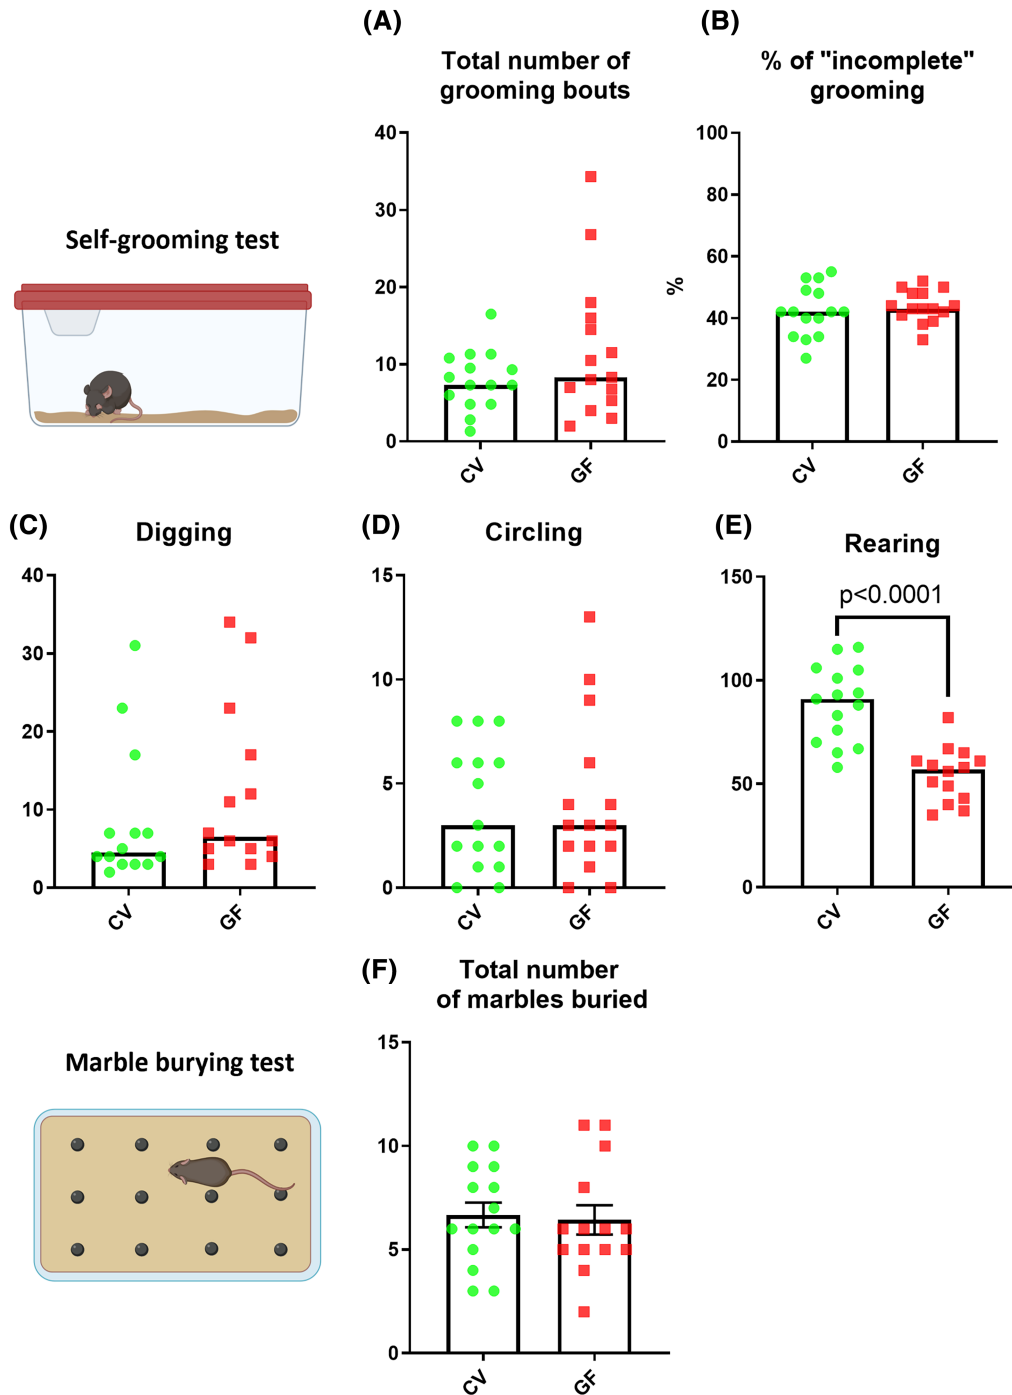 (A)
Total number of
grooming bouts
40
30
20
10
0
CV
GF
(B)
% of "incomplete"
grooming
%
100
80
60
40
20
0
CV
GF
Self-grooming test
(C)
Digging
40
30
20
10
0
CV
GF
(D)
Circling
15
10
5
0
CV
GF
(E)
Rearing
p<0.0001
150
100
50
0
CV
GF
Marble burying test
(F)
Total number
of marbles buried
15
10
5
0
CV
GF